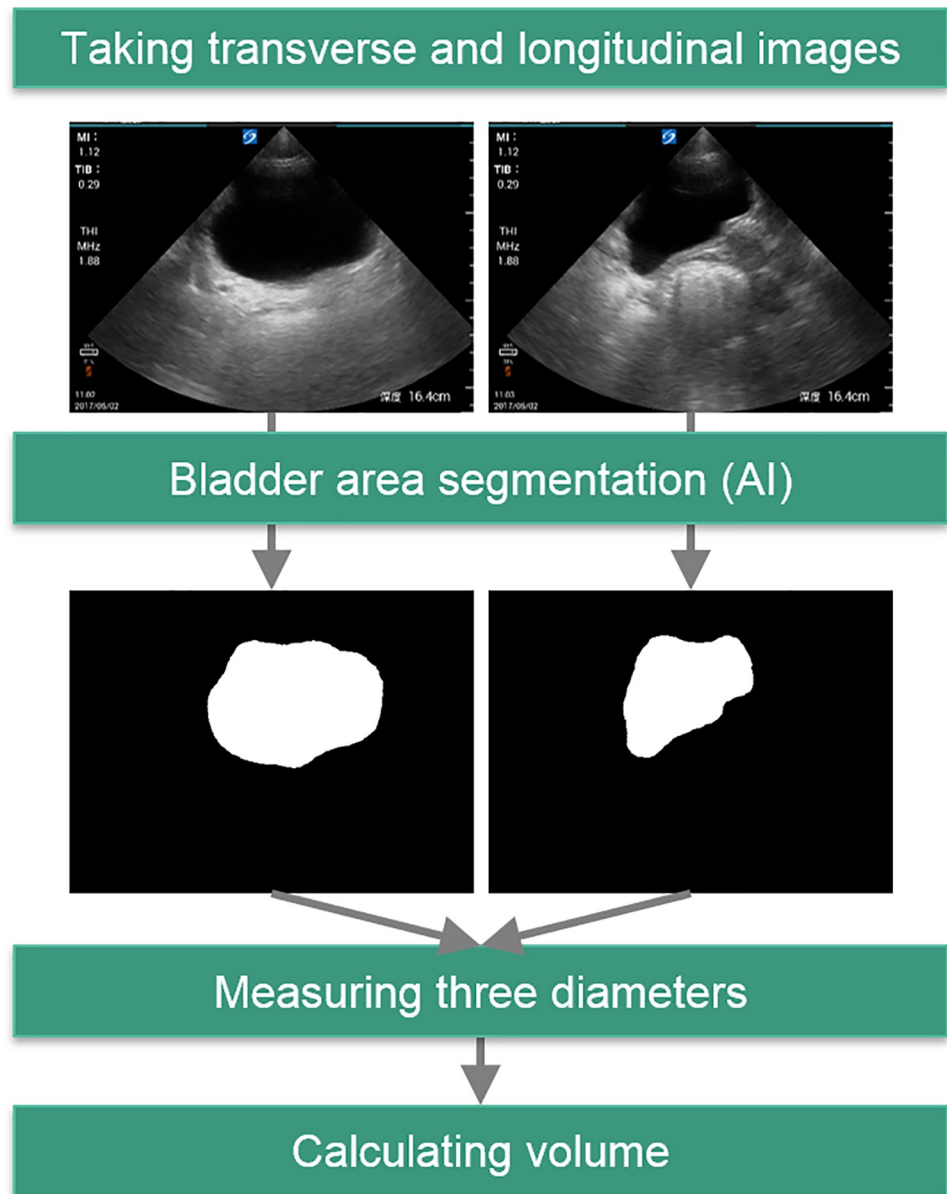 Taking transverse and longitudinal images
MI :
1.12
TIB :
0.29
THI
MHz
1.88
11:02
2017/05/02
深度 16.4cm
MI :
1.12
TIB :
0.29
THI
MHz
1.88
11:03
2017/05/02
深度 16.4cm
Bladder area segmentation (AI)
Measuring three diameters
Calculating volume